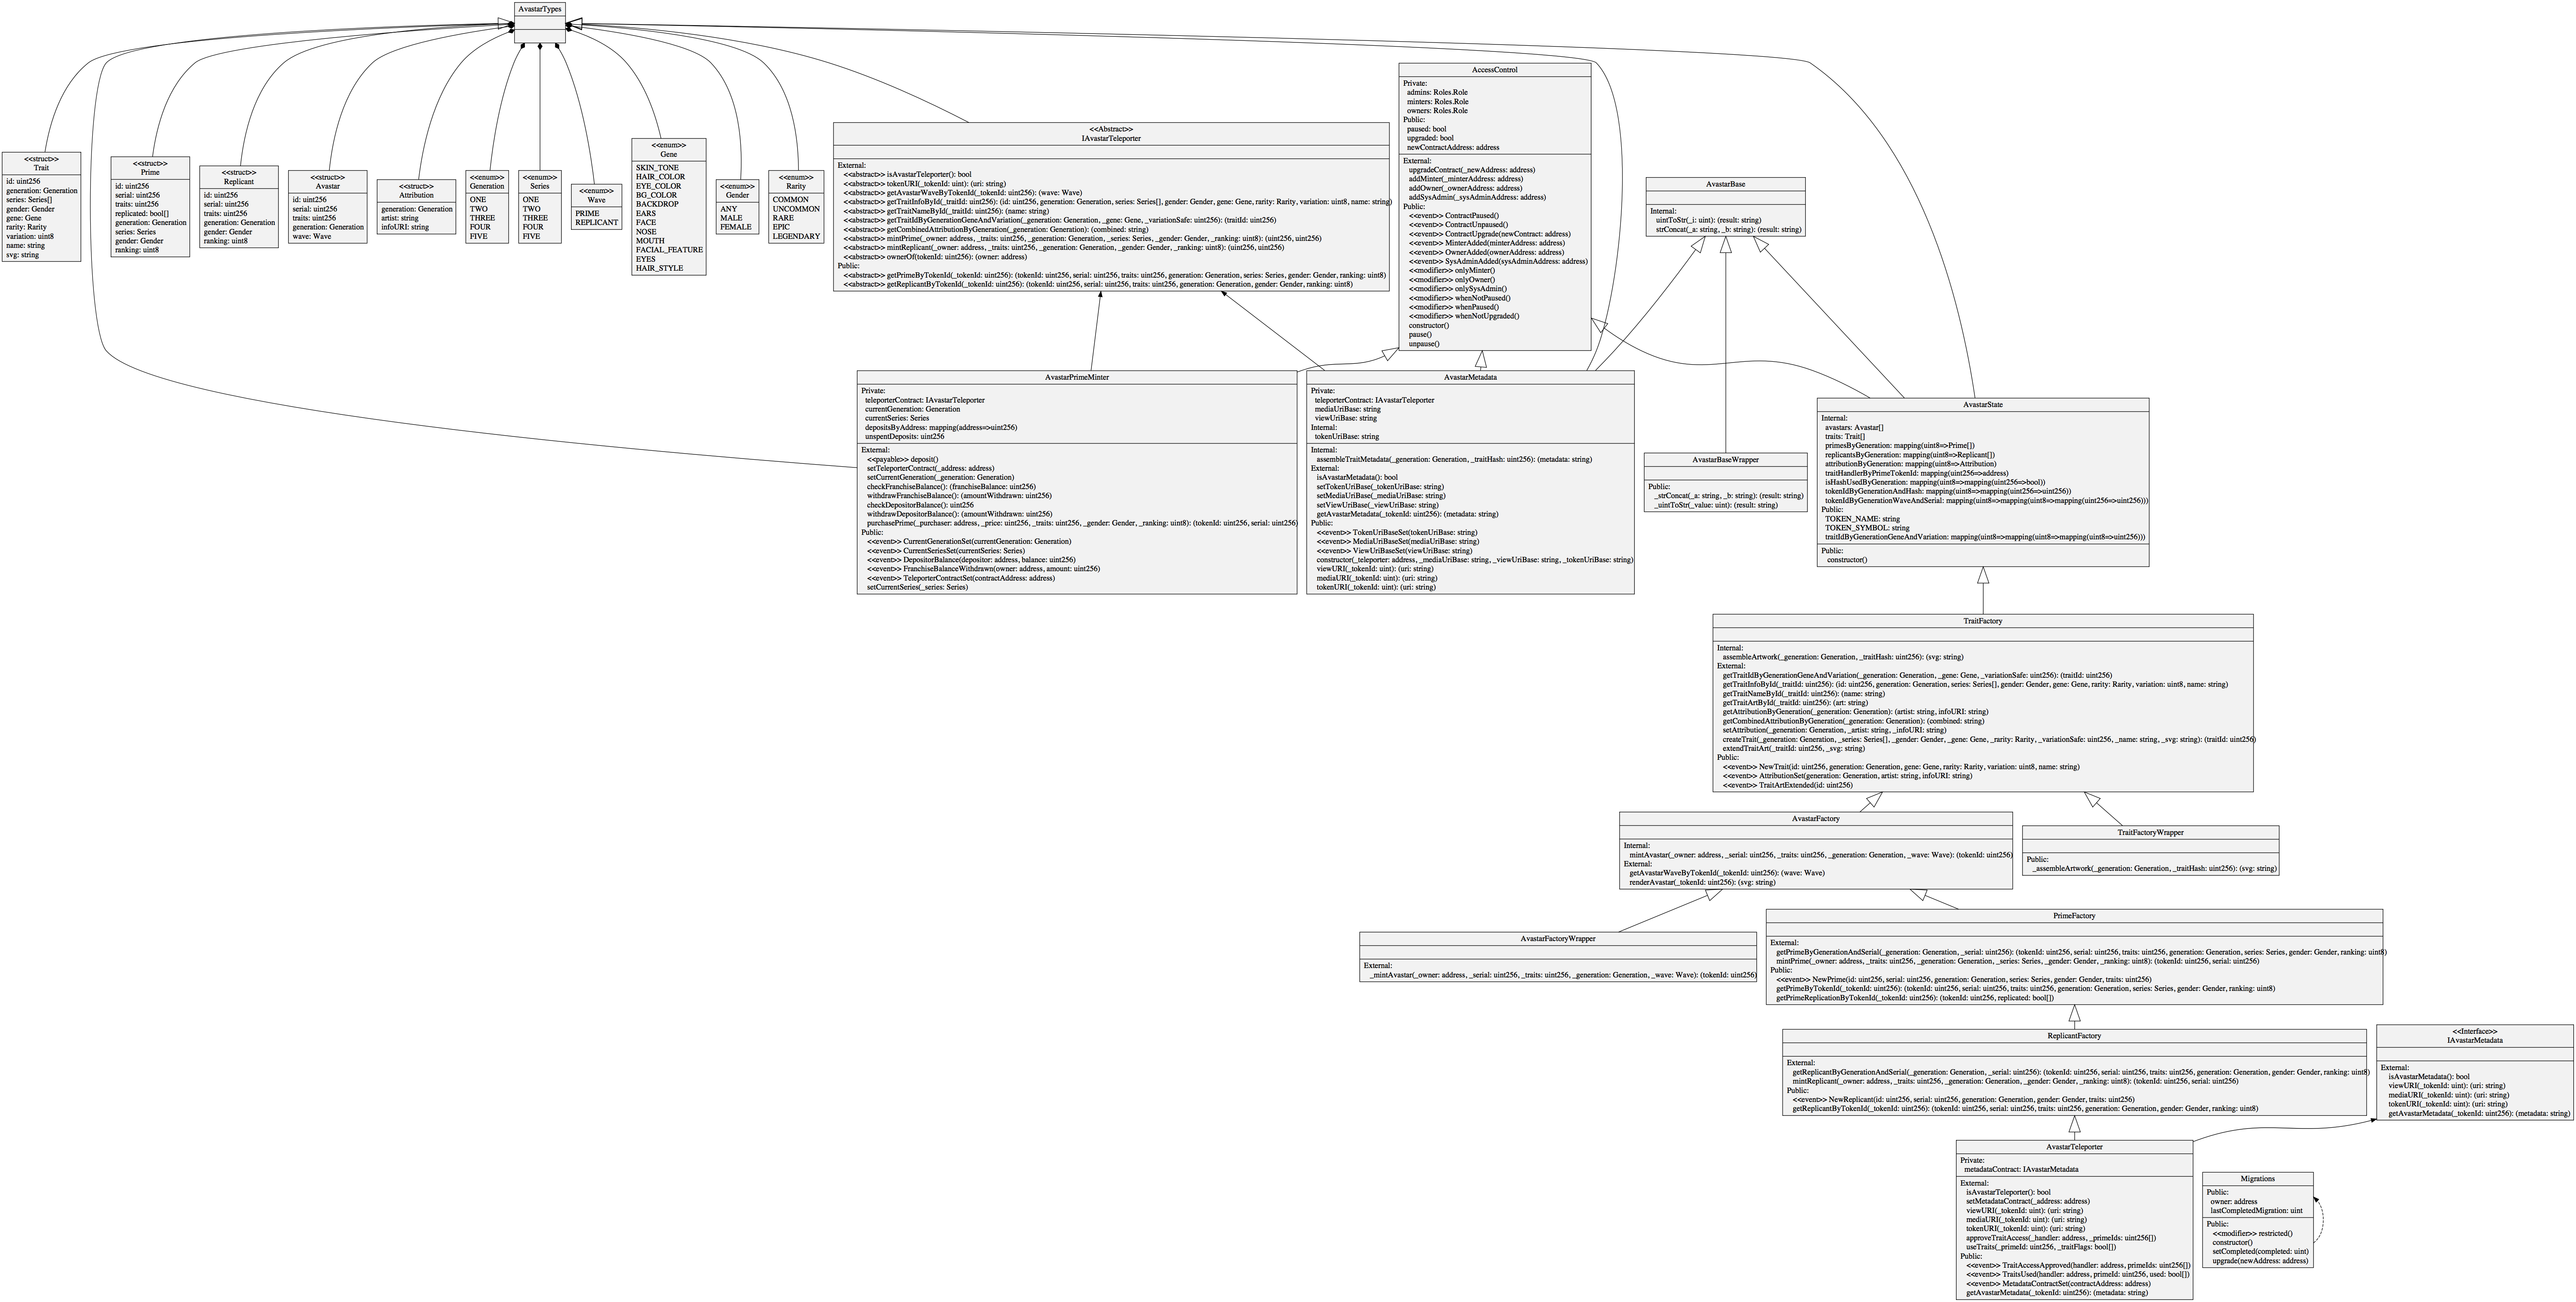 AvastarTypes
<<struct>>
Trait
id: uint256
generation: Generation
series: Series[]
gender: Gender
gene: Gene
rarity: Rarity
variation: uint8
name: string
svg: string
<<struct>>
Prime
id: uint256
serial: uint256
traits: uint256
replicated: bool[]
generation: Generation
series: Series
gender: Gender
ranking: uint8
<<struct>>
Replicant
id: uint256
serial: uint256
traits: uint256
generation: Generation
gender: Gender
ranking: uint8
<<struct>>
Avastar
id: uint256
serial: uint256
traits: uint256
generation: Generation
wave: Wave
<<struct>>
Attribution
generation: Generation
artist: string
infoURI: string
<<enum>>
Generation
ONE
TWO
THREE
FOUR
FIVE
<<enum>>
Series
ONE
TWO
THREE
FOUR
FIVE
<<enum>>
Wave
PRIME
REPLICANT
<<enum>>
Gene
SKIN_TONE
HAIR_COLOR
EYE_COLOR
BG_COLOR
BACKDROP
EARS
FACE
NOSE
MOUTH
FACIAL_FEATURE
EYES
HAIR_STYLE
<<enum>>
Gender
ANY
MALE
FEMALE
<<enum>>
Rarity
COMMON
UNCOMMON
RARE
EPIC
LEGENDARY
<<Abstract>>
IAvastarTeleporter
External:
<<abstract>> isAvastarTeleporter(): bool
<<abstract>> tokenURI(_tokenId: uint): (uri: string)
<<abstract>> getAvastarWaveByTokenId(_tokenId: uint256): (wave: Wave)
<<abstract>> getTraitInfoById(_traitId: uint256): (id: uint256, generation: Generation, series: Series[], gender: Gender, gene: Gene, rarity: Rarity, variation: uint8, name: string)
<<abstract>> getTraitNameById(_traitId: uint256): (name: string)
<<abstract>> getTraitIdByGenerationGeneAndVariation(_generation: Generation, _gene: Gene, _variationSafe: uint256): (traitId: uint256)
<<abstract>> getCombinedAttributionByGeneration(_generation: Generation): (combined: string)
<<abstract>> mintPrime(_owner: address, _traits: uint256, _generation: Generation, _series: Series, _gender: Gender, _ranking: uint8): (uint256, uint256)
<<abstract>> mintReplicant(_owner: address, _traits: uint256, _generation: Generation, _gender: Gender, _ranking: uint8): (uint256, uint256)
<<abstract>> ownerOf(tokenId: uint256): (owner: address)
Public:
<<abstract>> getPrimeByTokenId(_tokenId: uint256): (tokenId: uint256, serial: uint256, traits: uint256, generation: Generation, series: Series, gender: Gender, ranking: uint8)
<<abstract>> getReplicantByTokenId(_tokenId: uint256): (tokenId: uint256, serial: uint256, traits: uint256, generation: Generation, gender: Gender, ranking: uint8)
AccessControl
Private:
admins: Roles.Role
minters: Roles.Role
owners: Roles.Role
Public:
paused: bool
upgraded: bool
newContractAddress: address
External:
upgradeContract(_newAddress: address)
addMinter(_minterAddress: address)
addOwner(_ownerAddress: address)
addSysAdmin(_sysAdminAddress: address)
Public:
<<event>> ContractPaused()
<<event>> ContractUnpaused()
<<event>> ContractUpgrade(newContract: address)
<<event>> MinterAdded(minterAddress: address)
<<event>> OwnerAdded(ownerAddress: address)
<<event>> SysAdminAdded(sysAdminAddress: address)
<<modifier>> onlyMinter()
<<modifier>> onlyOwner()
<<modifier>> onlySysAdmin()
<<modifier>> whenNotPaused()
<<modifier>> whenPaused()
<<modifier>> whenNotUpgraded()
constructor()
pause()
unpause()
AvastarBase
Internal:
uintToStr(_i: uint): (result: string)
strConcat(_a: string, _b: string): (result: string)
AvastarPrimeMinter
Private:
teleporterContract: IAvastarTeleporter
currentGeneration: Generation
currentSeries: Series
depositsByAddress: mapping(address=>uint256)
unspentDeposits: uint256
External:
<<payable>> deposit()
setTeleporterContract(_address: address)
setCurrentGeneration(_generation: Generation)
checkFranchiseBalance(): (franchiseBalance: uint256)
withdrawFranchiseBalance(): (amountWithdrawn: uint256)
checkDepositorBalance(): uint256
withdrawDepositorBalance(): (amountWithdrawn: uint256)
purchasePrime(_purchaser: address, _price: uint256, _traits: uint256, _gender: Gender, _ranking: uint8): (tokenId: uint256, serial: uint256)
Public:
<<event>> CurrentGenerationSet(currentGeneration: Generation)
<<event>> CurrentSeriesSet(currentSeries: Series)
<<event>> DepositorBalance(depositor: address, balance: uint256)
<<event>> FranchiseBalanceWithdrawn(owner: address, amount: uint256)
<<event>> TeleporterContractSet(contractAddress: address)
setCurrentSeries(_series: Series)
AvastarMetadata
Private:
teleporterContract: IAvastarTeleporter
mediaUriBase: string
viewUriBase: string
Internal:
tokenUriBase: string
Internal:
assembleTraitMetadata(_generation: Generation, _traitHash: uint256): (metadata: string)
External:
isAvastarMetadata(): bool
setTokenUriBase(_tokenUriBase: string)
setMediaUriBase(_mediaUriBase: string)
setViewUriBase(_viewUriBase: string)
getAvastarMetadata(_tokenId: uint256): (metadata: string)
Public:
<<event>> TokenUriBaseSet(tokenUriBase: string)
<<event>> MediaUriBaseSet(mediaUriBase: string)
<<event>> ViewUriBaseSet(viewUriBase: string)
constructor(_teleporter: address, _mediaUriBase: string, _viewUriBase: string, _tokenUriBase: string)
viewURI(_tokenId: uint): (uri: string)
mediaURI(_tokenId: uint): (uri: string)
tokenURI(_tokenId: uint): (uri: string)
AvastarBaseWrapper
Public:
_strConcat(_a: string, _b: string): (result: string)
_uintToStr(_value: uint): (result: string)
AvastarState
Internal:
avastars: Avastar[]
traits: Trait[]
primesByGeneration: mapping(uint8=>Prime[])
replicantsByGeneration: mapping(uint8=>Replicant[])
attributionByGeneration: mapping(uint8=>Attribution)
traitHandlerByPrimeTokenId: mapping(uint256=>address)
isHashUsedByGeneration: mapping(uint8=>mapping(uint256=>bool))
tokenIdByGenerationAndHash: mapping(uint8=>mapping(uint256=>uint256))
tokenIdByGenerationWaveAndSerial: mapping(uint8=>mapping(uint8=>mapping(uint256=>uint256)))
Public:
TOKEN_NAME: string
TOKEN_SYMBOL: string
traitIdByGenerationGeneAndVariation: mapping(uint8=>mapping(uint8=>mapping(uint8=>uint256)))
Public:
constructor()
TraitFactory
Internal:
assembleArtwork(_generation: Generation, _traitHash: uint256): (svg: string)
External:
getTraitIdByGenerationGeneAndVariation(_generation: Generation, _gene: Gene, _variationSafe: uint256): (traitId: uint256)
getTraitInfoById(_traitId: uint256): (id: uint256, generation: Generation, series: Series[], gender: Gender, gene: Gene, rarity: Rarity, variation: uint8, name: string)
getTraitNameById(_traitId: uint256): (name: string)
getTraitArtById(_traitId: uint256): (art: string)
getAttributionByGeneration(_generation: Generation): (artist: string, infoURI: string)
getCombinedAttributionByGeneration(_generation: Generation): (combined: string)
setAttribution(_generation: Generation, _artist: string, _infoURI: string)
createTrait(_generation: Generation, _series: Series[], _gender: Gender, _gene: Gene, _rarity: Rarity, _variationSafe: uint256, _name: string, _svg: string): (traitId: uint256)
extendTraitArt(_traitId: uint256, _svg: string)
Public:
<<event>> NewTrait(id: uint256, generation: Generation, gene: Gene, rarity: Rarity, variation: uint8, name: string)
<<event>> AttributionSet(generation: Generation, artist: string, infoURI: string)
<<event>> TraitArtExtended(id: uint256)
AvastarFactory
Internal:
mintAvastar(_owner: address, _serial: uint256, _traits: uint256, _generation: Generation, _wave: Wave): (tokenId: uint256)
External:
getAvastarWaveByTokenId(_tokenId: uint256): (wave: Wave)
renderAvastar(_tokenId: uint256): (svg: string)
TraitFactoryWrapper
Public:
_assembleArtwork(_generation: Generation, _traitHash: uint256): (svg: string)
AvastarFactoryWrapper
External:
_mintAvastar(_owner: address, _serial: uint256, _traits: uint256, _generation: Generation, _wave: Wave): (tokenId: uint256)
PrimeFactory
External:
getPrimeByGenerationAndSerial(_generation: Generation, _serial: uint256): (tokenId: uint256, serial: uint256, traits: uint256, generation: Generation, series: Series, gender: Gender, ranking: uint8)
mintPrime(_owner: address, _traits: uint256, _generation: Generation, _series: Series, _gender: Gender, _ranking: uint8): (tokenId: uint256, serial: uint256)
Public:
<<event>> NewPrime(id: uint256, serial: uint256, generation: Generation, series: Series, gender: Gender, traits: uint256)
getPrimeByTokenId(_tokenId: uint256): (tokenId: uint256, serial: uint256, traits: uint256, generation: Generation, series: Series, gender: Gender, ranking: uint8)
getPrimeReplicationByTokenId(_tokenId: uint256): (tokenId: uint256, replicated: bool[])
ReplicantFactory
External:
getReplicantByGenerationAndSerial(_generation: Generation, _serial: uint256): (tokenId: uint256, serial: uint256, traits: uint256, generation: Generation, gender: Gender, ranking: uint8)
mintReplicant(_owner: address, _traits: uint256, _generation: Generation, _gender: Gender, _ranking: uint8): (tokenId: uint256, serial: uint256)
Public:
<<event>> NewReplicant(id: uint256, serial: uint256, generation: Generation, gender: Gender, traits: uint256)
getReplicantByTokenId(_tokenId: uint256): (tokenId: uint256, serial: uint256, traits: uint256, generation: Generation, gender: Gender, ranking: uint8)
<<Interface>>
IAvastarMetadata
External:
isAvastarMetadata(): bool
viewURI(_tokenId: uint): (uri: string)
mediaURI(_tokenId: uint): (uri: string)
tokenURI(_tokenId: uint): (uri: string)
getAvastarMetadata(_tokenId: uint256): (metadata: string)
AvastarTeleporter
Private:
metadataContract: IAvastarMetadata
External:
isAvastarTeleporter(): bool
setMetadataContract(_address: address)
viewURI(_tokenId: uint): (uri: string)
mediaURI(_tokenId: uint): (uri: string)
tokenURI(_tokenId: uint): (uri: string)
approveTraitAccess(_handler: address, _primeIds: uint256[])
useTraits(_primeId: uint256, _traitFlags: bool[])
Public:
<<event>> TraitAccessApproved(handler: address, primeIds: uint256[])
<<event>> TraitsUsed(handler: address, primeId: uint256, used: bool[])
<<event>> MetadataContractSet(contractAddress: address)
getAvastarMetadata(_tokenId: uint256): (metadata: string)
Migrations
Public:
owner: address
lastCompletedMigration: uint
Public:
<<modifier>> restricted()
constructor()
setCompleted(completed: uint)
upgrade(newAddress: address)